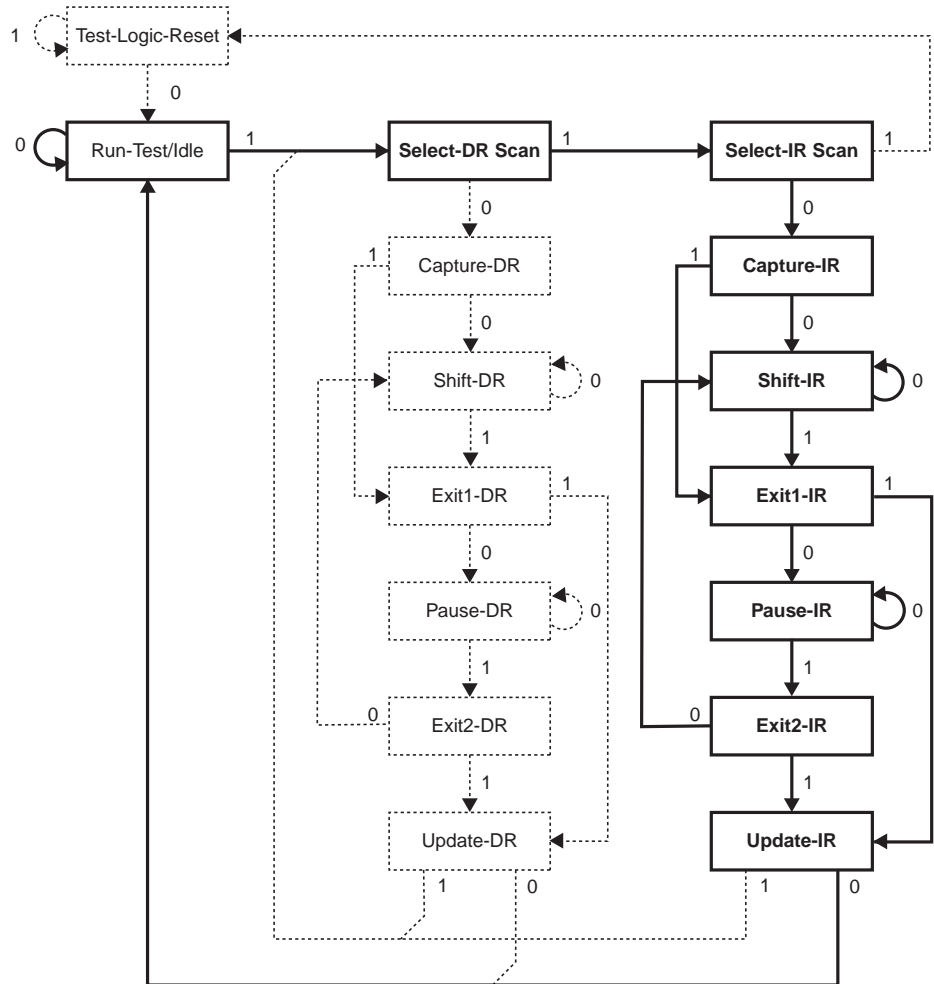 1
Test-Logic-Reset
0
0
Run-Test/Idle
1
Select-DR Scan
1
Select-IR Scan
1
0
0
1
Capture-DR
1
Capture-IR
0
0
Shift-DR
0
Shift-IR
0
1
1
Exit1-DR
1
Exit1-IR
1
0
0
Pause-DR
0
Pause-IR
0
1
1
0
Exit2-DR
0
Exit2-IR
1
1
Update-DR
Update-IR
1
0
1
0